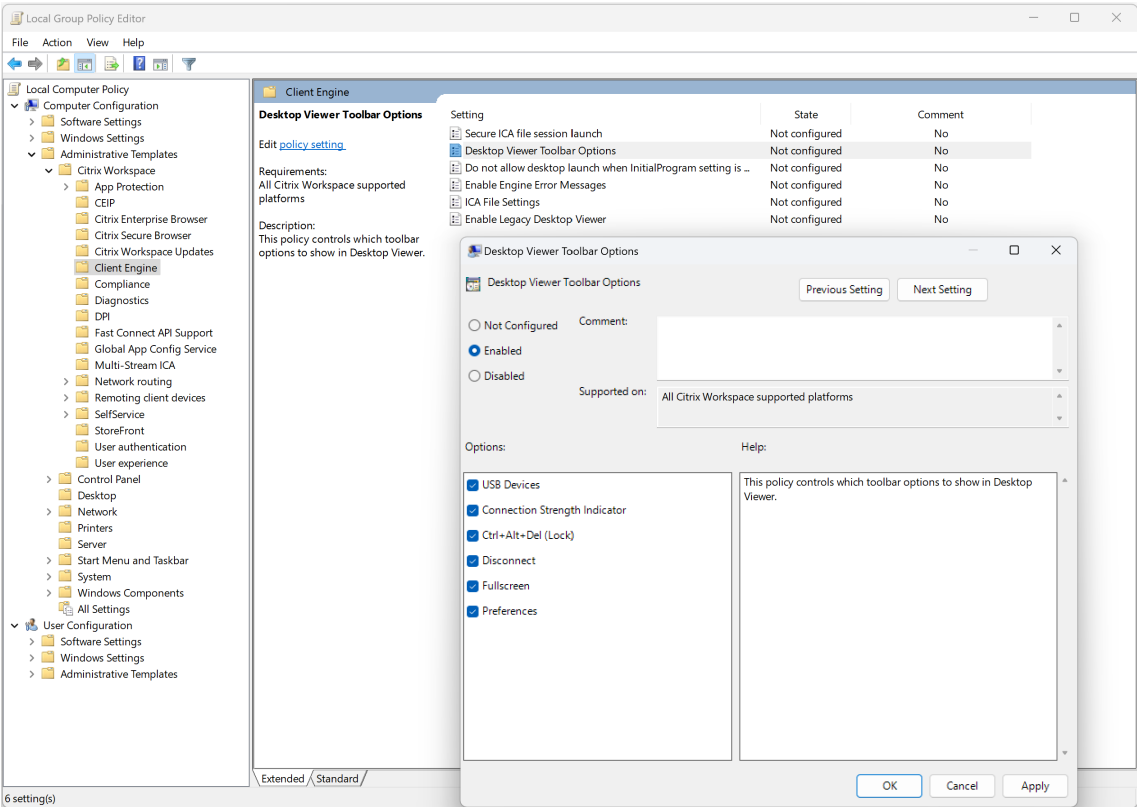 Local Group Policy Editor
File Action View Help
Local Computer Policy
Computer Configuration
Software Settings
Windows Settings
Administrative Templates
Citrix Workspace
App Protection
CEIP
Citrix Enterprise Browser
Citrix Secure Browser
Citrix Workspace Updates
Client Engine
Compliance
Diagnostics
DPI
Fast Connect API Support
Global App Config Service
Multi-Stream ICA
Network routing
Remoting client devices
SelfService
StoreFront
User authentication
User experience
Control Panel
Desktop
Network
Printers
Server
Start Menu and Taskbar
System
Windows Components
All Settings
User Configuration
Software Settings
Windows Settings
Administrative Templates
Client Engine
Desktop Viewer Toolbar Options
Edit policy setting
Requirements:
All Citrix Workspace supported
platforms
Description:
This policy controls which toolbar
options to show in Desktop Viewer.
Setting State Comment
Secure ICA file session launch Not configured No
Desktop Viewer Toolbar Options Not configured No
Do not allow desktop launch when InitialProgram setting is ... Not configured No
Enable Engine Error Messages Not configured No
ICA File Settings Not configured No
Enable Legacy Desktop Viewer Not configured No
Desktop Viewer Toolbar Options
Desktop Viewer Toolbar Options
Previous Setting Next Setting
Not Configured
Enabled
Disabled
Comment:
Supported on:
All Citrix Workspace supported platforms
Options:
Help:
USB Devices
Connection Strength Indicator
Ctrl+Alt+Del (Lock)
Disconnect
Fullscreen
Preferences
This policy controls which toolbar options to show in Desktop
Viewer.
OK Cancel Apply
Extended Standard
6 setting(s)